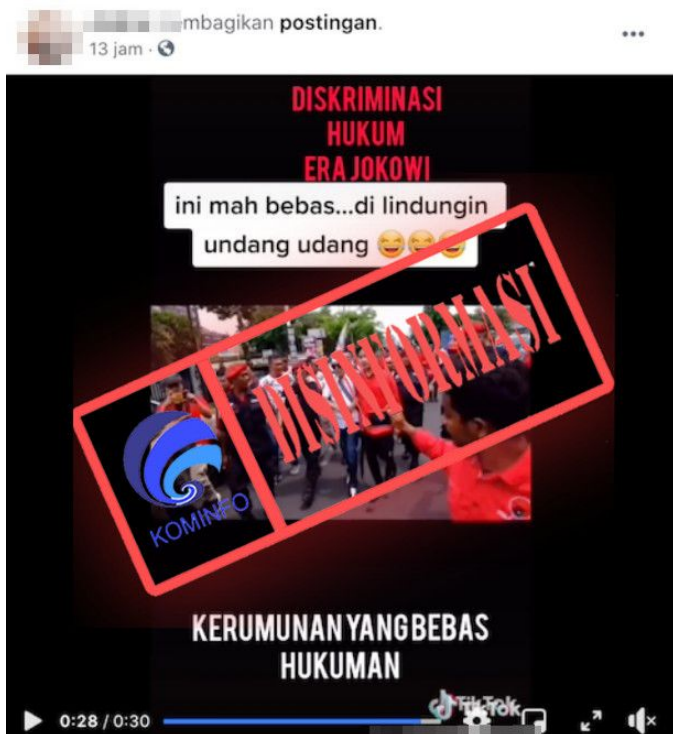 mbagikan postingan.
13 jam ·
DISKRIMINASI
HUKUM
ERA JOKOWI
ini mah bebas...di lindungin
undang udang 😆😆😆
DISINFORMASI
KOMINFO
KERUMUNAN YANG BEBAS
HUKUMAN
TikTok
0:28 / 0:30